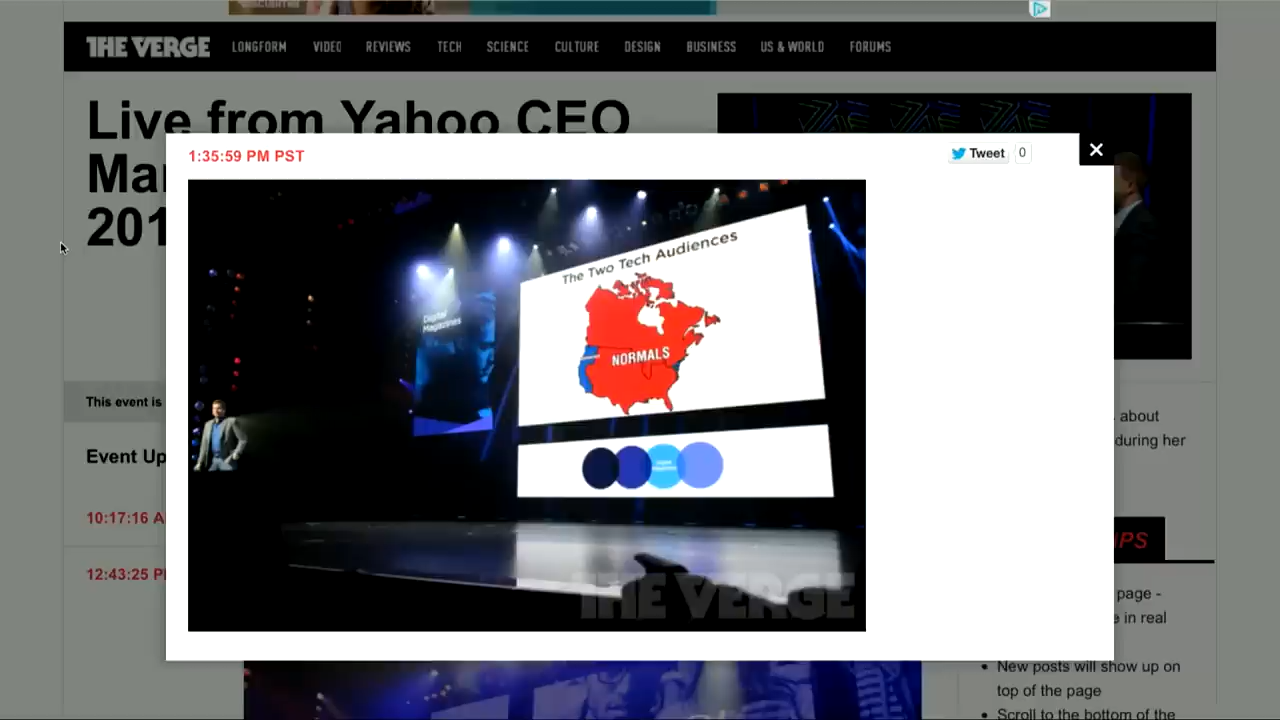 THE VERGE
LONGFORM VIDEO REVIEWS TECH SCIENCE CULTURE DESIGN BUSINESS US & WORLD FORUMS
Live from Yahoo CEO
Ma
201
1:35:59 PM PST
Tweet 0
The Two Tech Audiences
Digital
Magazines
NORMALS
THE VERGE
This event is
about
during her
Event Up
10:17:16 A
12:43:25 P
IPS
page -
e in real
New posts will show up on
top of the page
Scroll to the bottom of the